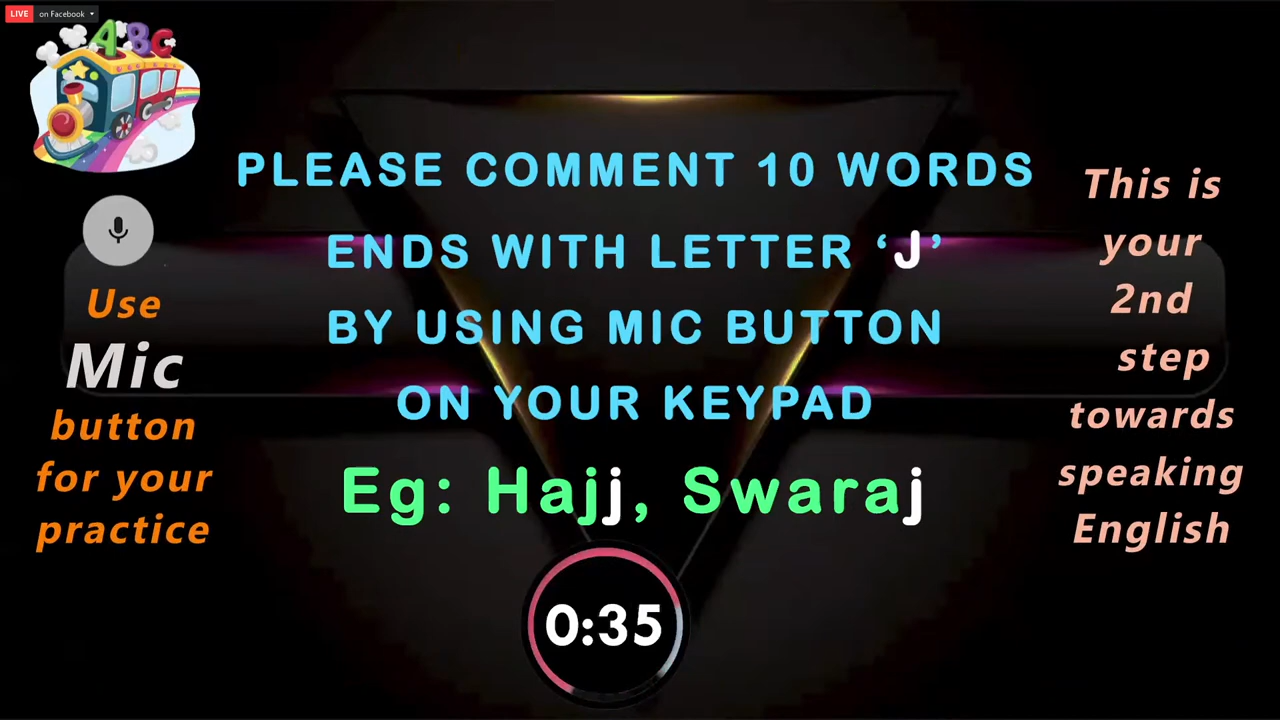 LIVE on Facebook
ABC
PLEASE COMMENT 10 WORDS
ENDS WITH LETTER ‘J’
BY USING MIC BUTTON
ON YOUR KEYPAD
Eg: Hajj, Swaraj
0:35
Use
Mic
button
for your
practice
This is
your
2nd
step
towards
speaking
English